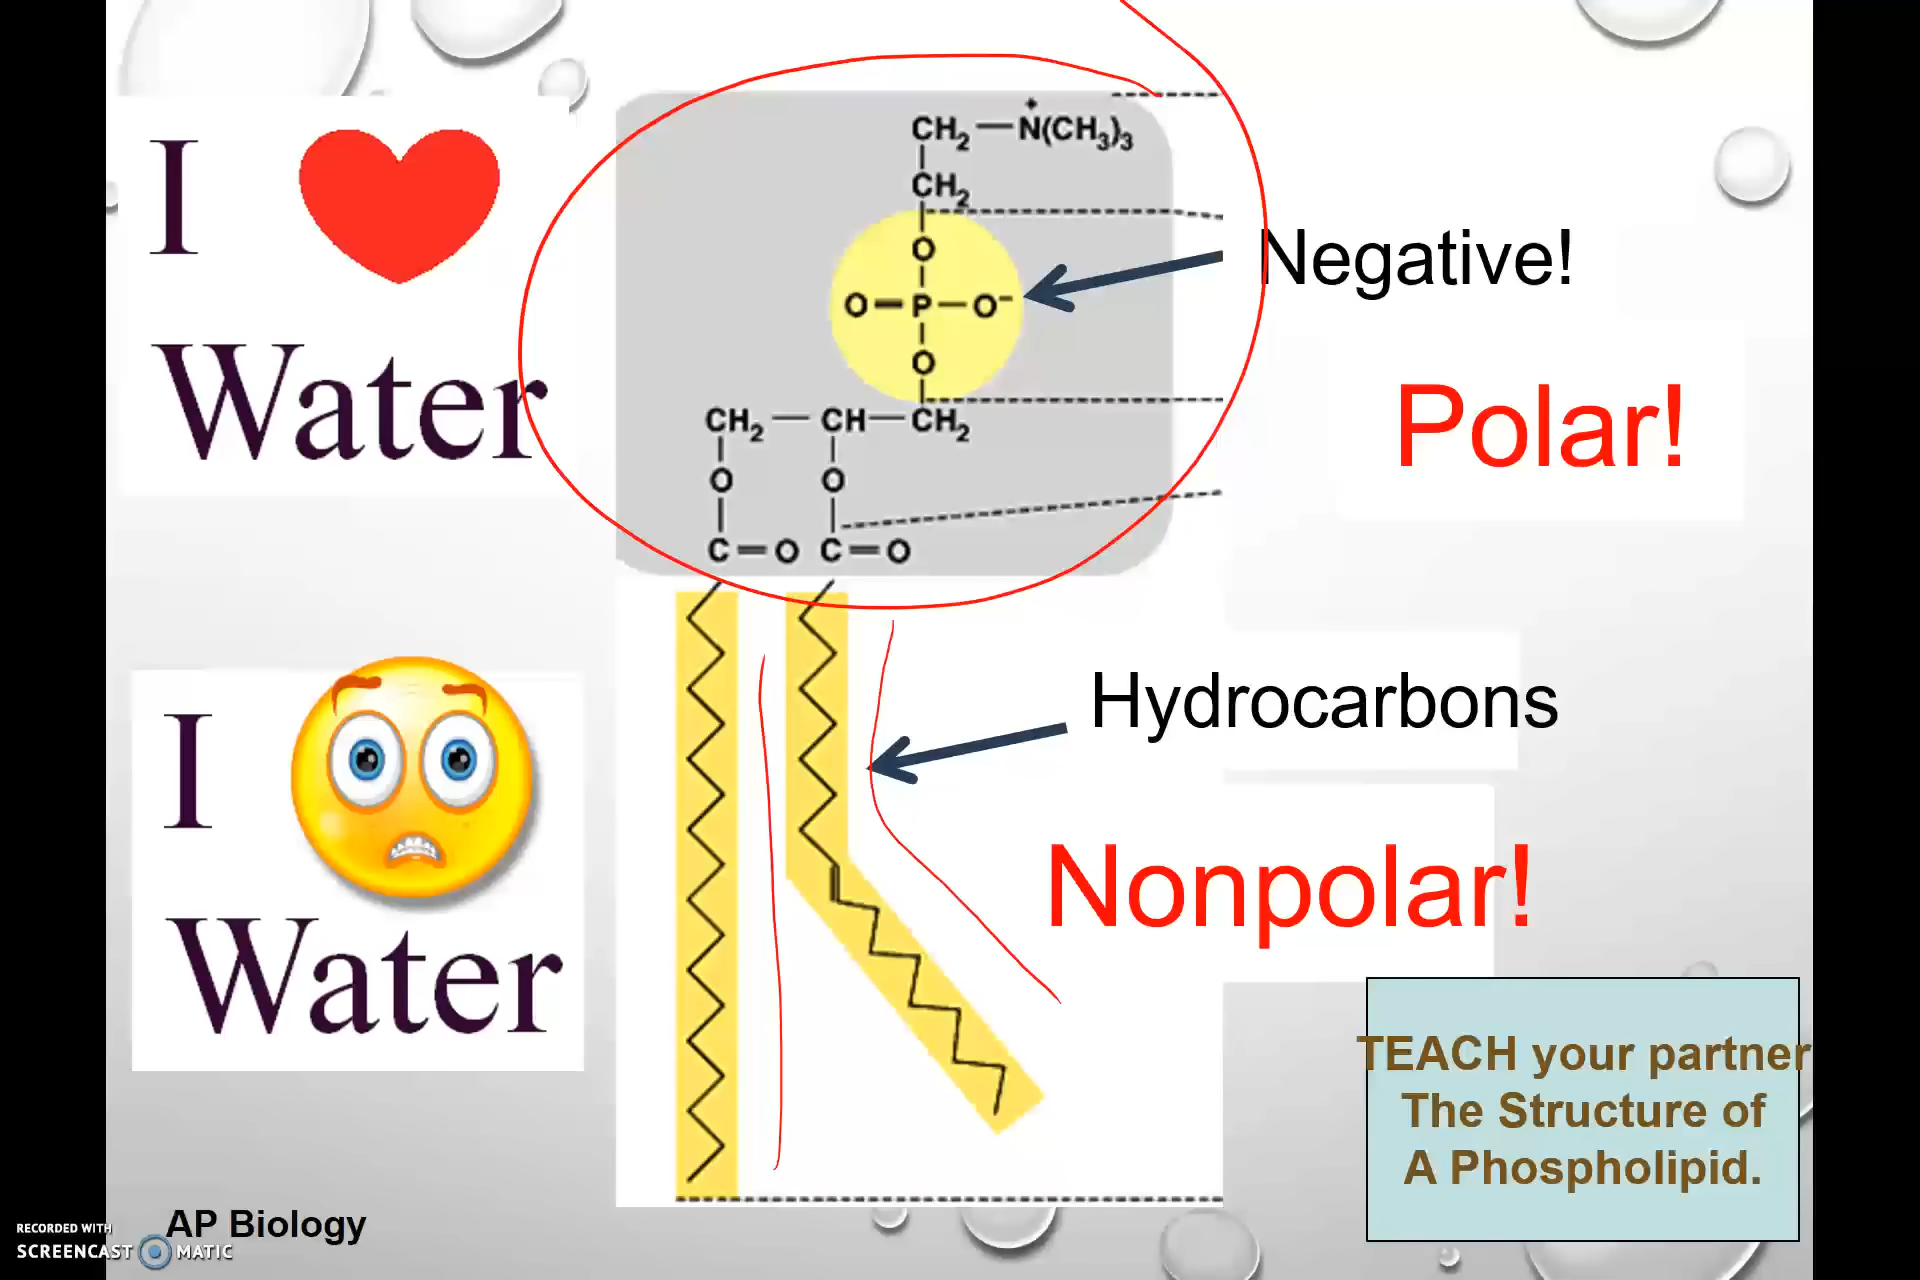 I
Water
CH₂—N⁺(CH₃)₃
CH₂
O
O=P—O⁻
O
CH₂—CH—CH₂
O O
C=O C=O
Negative!
Polar!
I
Water
Hydrocarbons
Nonpolar!
TEACH your partner
The Structure of
A Phospholipid.
AP Biology
RECORDED WITH
SCREENCAST MATIC